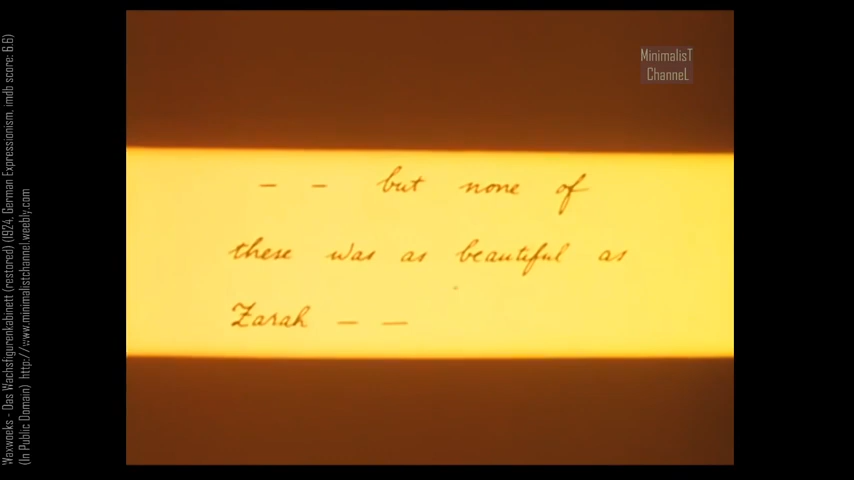 — — but none of
these was as beautiful as
Zarah — —
MinimalisT
ChanneL
Waxwoeks - Das Wachsfigurenkabinett (restored) (1924, German Expressionism, imdb score: 6.6)
(In Public Domain) http://www.minimalistchannel.weebly.com